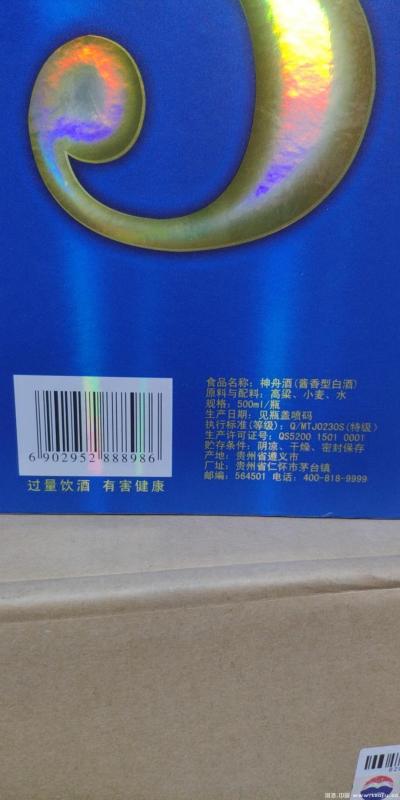 食品名称：神舟酒(酱香型白酒)
原料与配料：高粱、小麦、水
规格：500ml/瓶
生产日期：见瓶盖喷码
执行标准(等级)：Q/MTJ0230S(特级)
生产许可证号：QS5200 1501 0001
贮存条件：阴凉、干燥、密封保存
产地：贵州省遵义市
厂址：贵州省仁怀市茅台镇
邮编：564501 电话：400-818-9999
6 902952 888986
过量饮酒 有害健康